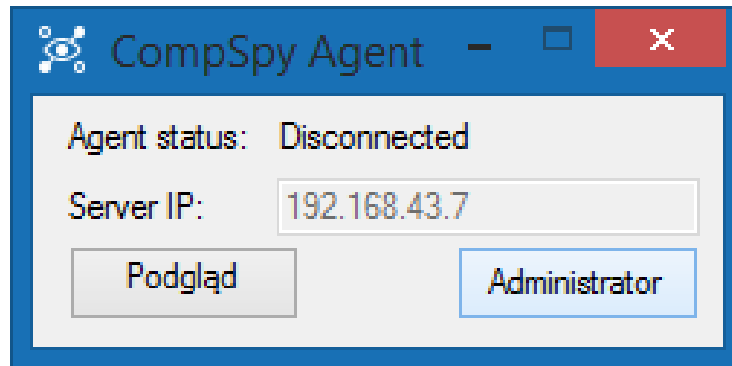 CompSpy Agent
Agent status: Disconnected
Server IP: 192.168.43.7
Podgląd Administrator